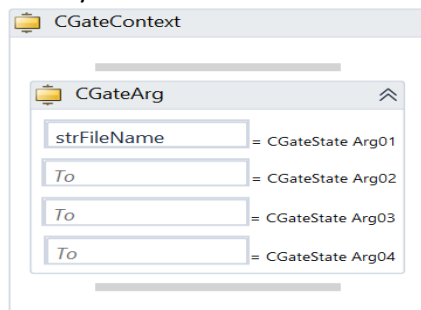 CGateContext
CGateArg
strFileName = CGateState Arg01
To = CGateState Arg02
To = CGateState Arg03
To = CGateState Arg04